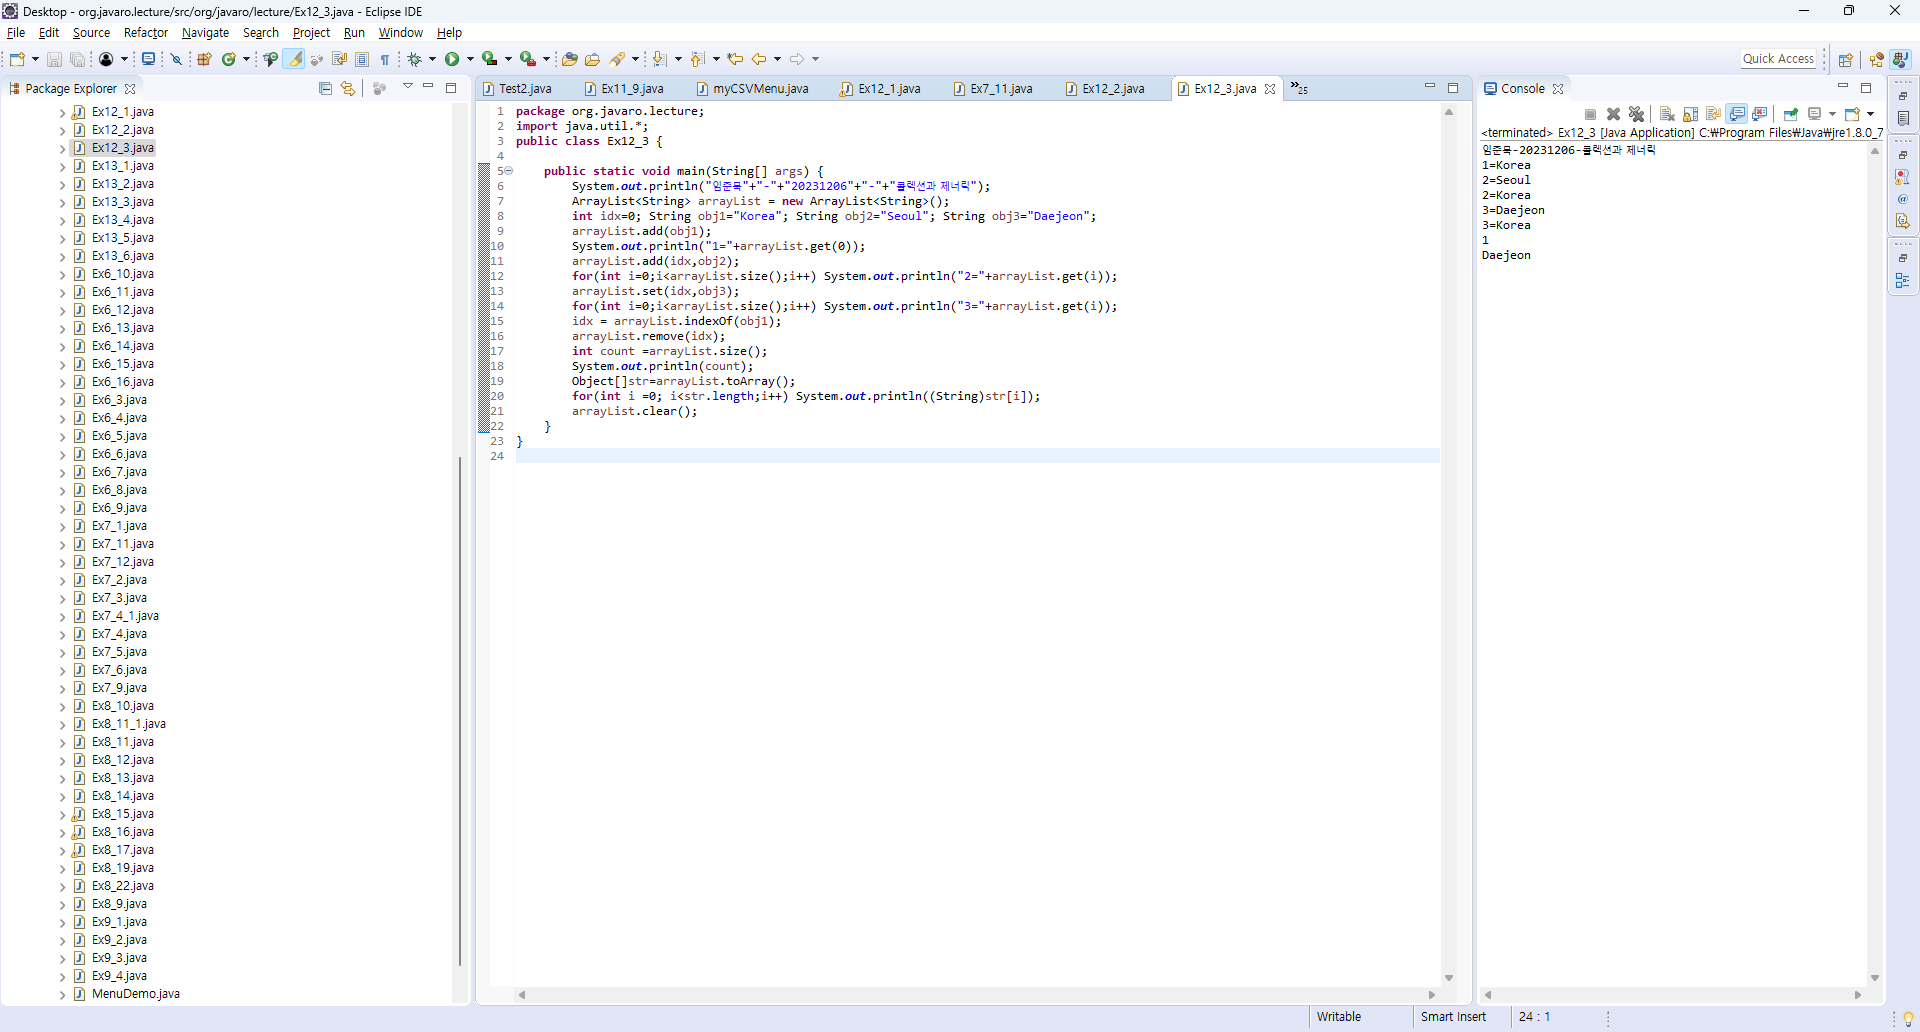 Desktop - org.javaro.lecture/src/org/javaro/lecture/Ex12_3.java - Eclipse IDE
File Edit Source Refactor Navigate Search Project Run Window Help
Quick Access
Package Explorer
Ex12_1.java
Ex12_2.java
Ex12_3.java
Ex13_1.java
Ex13_2.java
Ex13_3.java
Ex13_4.java
Ex13_5.java
Ex13_6.java
Ex6_10.java
Ex6_11.java
Ex6_12.java
Ex6_13.java
Ex6_14.java
Ex6_15.java
Ex6_16.java
Ex6_3.java
Ex6_4.java
Ex6_5.java
Ex6_6.java
Ex6_7.java
Ex6_8.java
Ex6_9.java
Ex7_1.java
Ex7_11.java
Ex7_12.java
Ex7_2.java
Ex7_3.java
Ex7_4_1.java
Ex7_4.java
Ex7_5.java
Ex7_6.java
Ex7_9.java
Ex8_10.java
Ex8_11_1.java
Ex8_11.java
Ex8_12.java
Ex8_13.java
Ex8_14.java
Ex8_15.java
Ex8_16.java
Ex8_17.java
Ex8_19.java
Ex8_22.java
Ex8_9.java
Ex9_1.java
Ex9_2.java
Ex9_3.java
Ex9_4.java
MenuDemo.java
Test2.java Ex11_9.java myCSVMenu.java Ex12_1.java Ex7_11.java Ex12_2.java Ex12_3.java »25
1 package org.javaro.lecture;
2 import java.util.*;
3 public class Ex12_3 {
4
5 public static void main(String[] args) {
6 System.out.println("임준목"+"-"+"20231206"+"-"+"콜렉션과 제너릭");
7 ArrayList<String> arrayList = new ArrayList<String>();
8 int idx=0; String obj1="Korea"; String obj2="Seoul"; String obj3="Daejeon";
9 arrayList.add(obj1);
10 System.out.println("1="+arrayList.get(0));
11 arrayList.add(idx,obj2);
12 for(int i=0;i<arrayList.size();i++) System.out.println("2="+arrayList.get(i));
13 arrayList.set(idx,obj3);
14 for(int i=0;i<arrayList.size();i++) System.out.println("3="+arrayList.get(i));
15 idx = arrayList.indexOf(obj1);
16 arrayList.remove(idx);
17 int count =arrayList.size();
18 System.out.println(count);
19 Object[]str=arrayList.toArray();
20 for(int i =0; i<str.length;i++) System.out.println((String)str[i]);
21 arrayList.clear();
22 }
23 }
24
Console
<terminated> Ex12_3 [Java Application] C:₩Program Files₩Java₩jre1.8.0_7
임준목-20231206-콜렉션과 제너릭
1=Korea
2=Seoul
2=Korea
3=Daejeon
3=Korea
1
Daejeon
Writable Smart Insert 24 : 1